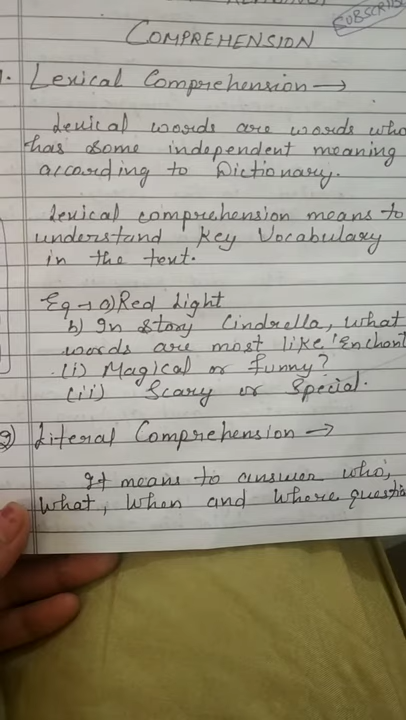 SUBSCRIB
COMPREHENSION
1. Lexical Comprehension →
Lexical words are words who
has some independent meaning
according to Dictionary.
Lexical comprehension means to
understand key Vocabulary
in the text.
Eg → a) Red Light
b) In story Cindrella, what
words are most like 'Enchant
(i) Magical or funny?
(ii) Scary or Special.
2) Literal Comprehension →
It means to answer who,
What, When and Where questio